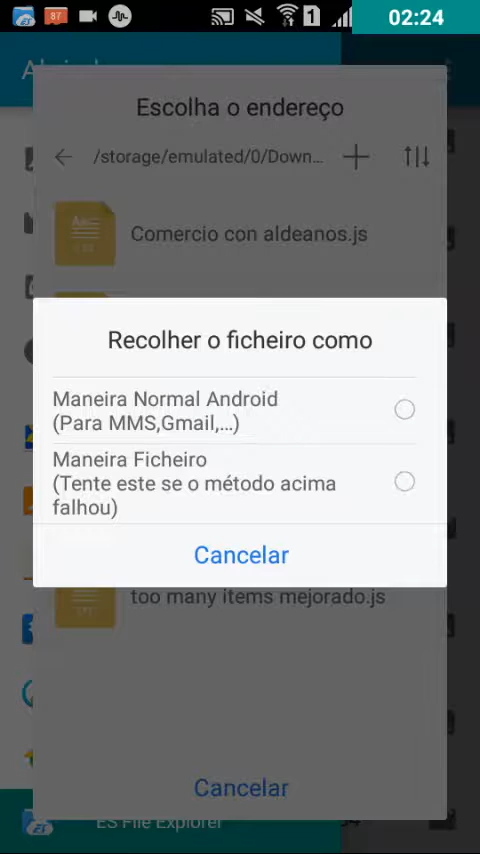 87
1
02:24
Escolha o endereço
/storage/emulated/0/Down...
Comercio con aldeanos.js
Recolher o ficheiro como
Maneira Normal Android
(Para MMS,Gmail,...)
Maneira Ficheiro
(Tente este se o método acima
falhou)
Cancelar
too many items mejorado.js
Cancelar
ES File Explorer